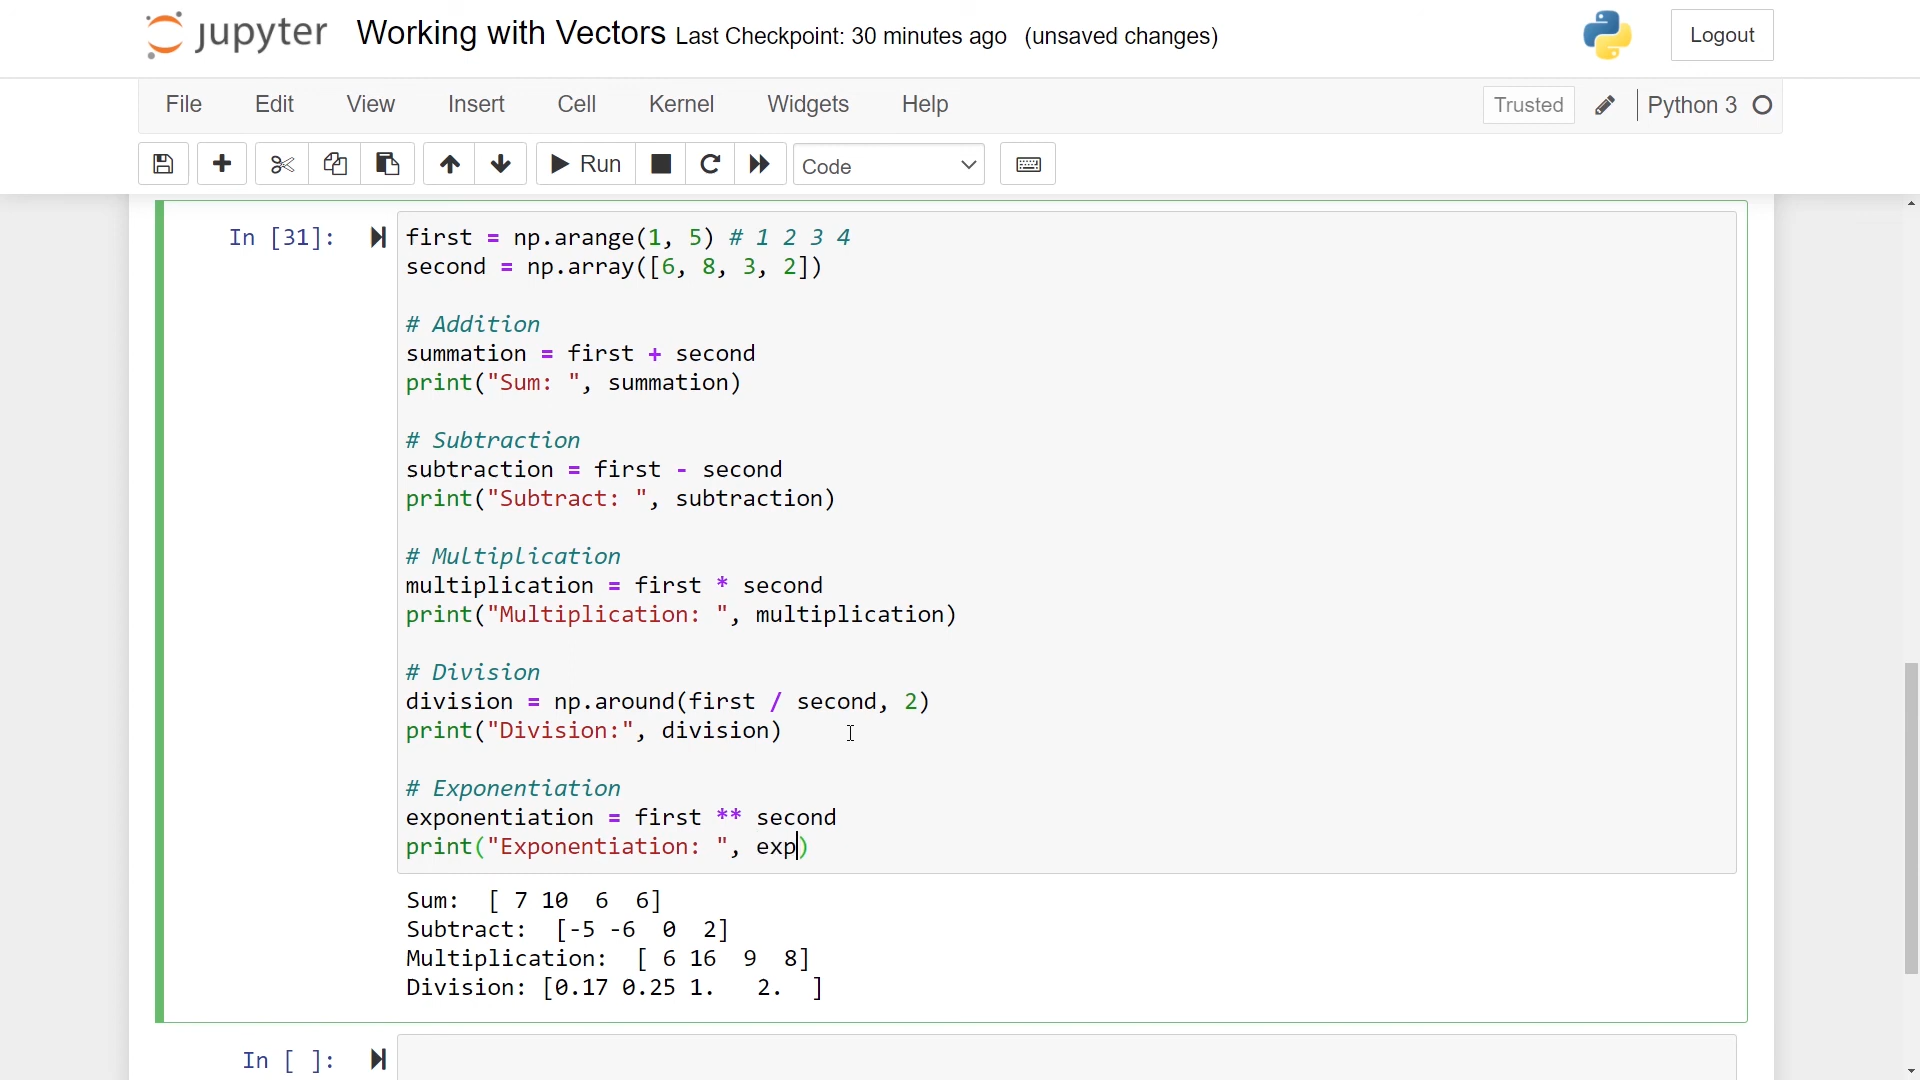 jupyter Working with Vectors Last Checkpoint: 30 minutes ago (unsaved changes) Logout
File Edit View Insert Cell Kernel Widgets Help Trusted Python 3
Run Code
In [31]: first = np.arange(1, 5) # 1 2 3 4
second = np.array([6, 8, 3, 2])
# Addition
summation = first + second
print("Sum: ", summation)
# Subtraction
subtraction = first - second
print("Subtract: ", subtraction)
# Multiplication
multiplication = first * second
print("Multiplication: ", multiplication)
# Division
division = np.around(first / second, 2)
print("Division:", division)
# Exponentiation
exponentiation = first ** second
print("Exponentiation: ", exp)
Sum:  [ 7 10  6  6]
Subtract:  [-5 -6  0  2]
Multiplication:  [ 6 16  9  8]
Division: [0.17 0.25 1.   2.  ]
In [ ]: